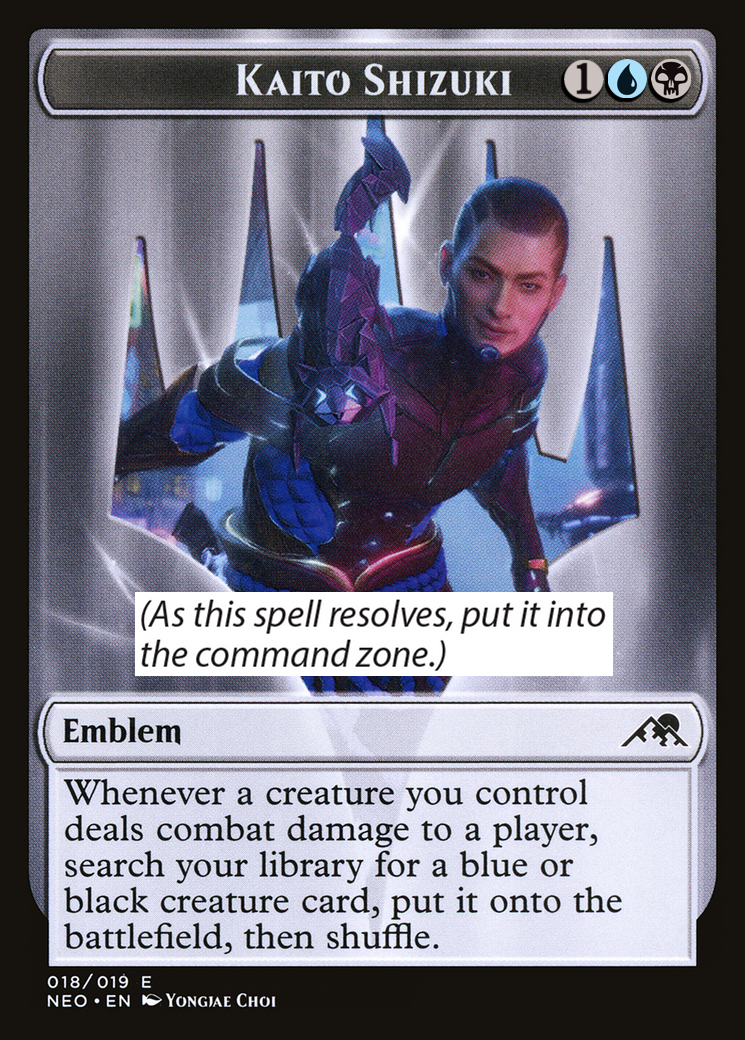 Kaito Shizuki 1
(As this spell resolves, put it into
the command zone.)
Emblem
Whenever a creature you control
deals combat damage to a player,
search your library for a blue or
black creature card, put it onto the
battlefield, then shuffle.
018/019 E
NEO • EN Yongjae Choi